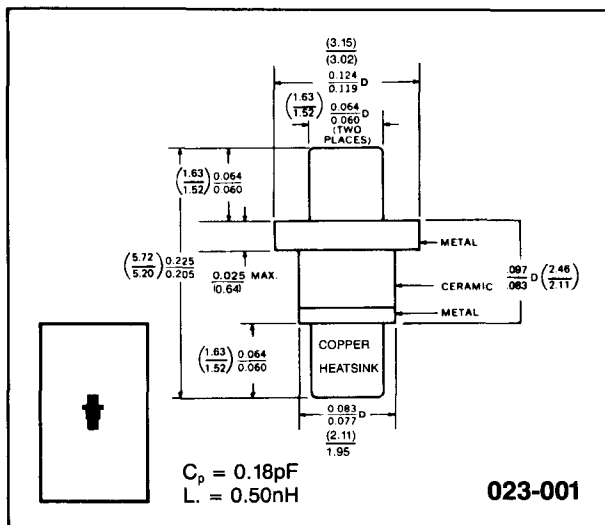 (3.15)
(3.02)
0.124
0.119 D
(1.63
1.52) 0.064
0.060 D
(TWO
PLACES)
(1.63
1.52) 0.064
0.060
METAL
(5.72
5.20) 0.225
0.205
0.025 MAX.
(0.64)
CERAMIC
.097
.083 D (2.46
2.11)
METAL
(1.63
1.52) 0.064
0.060
COPPER
HEATSINK
0.083
0.077 D
(2.11)
1.95
Cp = 0.18pF
L. = 0.50nH
023-001